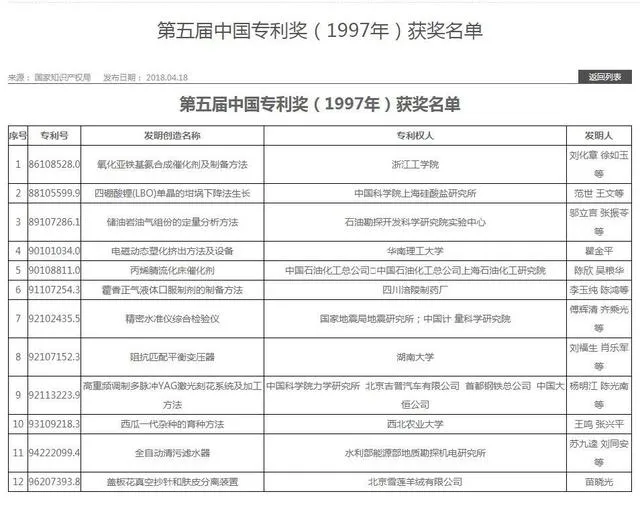 第五届中国专利奖（1997年）获奖名单
来源： 国家知识产权局 发布日期： 2018.04.18 返回列表
第五届中国专利奖（1997年）获奖名单
序号 专利号 发明创造名称 专利权人 发明人
1 86108528.0 氧化亚铁基氨合成催化剂及制备方法 浙江工学院 刘化章 徐如玉
等
2 88105599.9 四硼酸锂(LBO)单晶的坩埚下降法生长 中国科学院上海硅酸盐研究所 范世 王文等
3 89107286.1 储油岩油气组份的定量分析方法 石油勘探开发科学研究院实验中心 邬立言 张振苓
等
4 90101034.0 电磁动态塑化挤出方法及设备 华南理工大学 瞿金平
5 90108811.0 丙烯腈流化床催化剂 中国石油化工总公司□中国石油化工总公司上海石油化工研究院 陈欣 吴粮华
6 91107254.3 藿香正气液体口服制剂的制备方法 四川涪陵制药厂 李玉纯 陈鸿等
7 92102435.5 精密水准仪综合检验仪 国家地震局地震研究所；中国计 量科学研究院 傅辉清 齐乘光
等
8 92107152.3 阻抗匹配平衡变压器 湖南大学 刘福生 肖乐军
等
9 92113223.9 高重频调制多脉冲YAG激光刻花系统及加工
方法 中国科学院力学研究所 北京吉普汽车有限公司 首都钢铁总公司 中国大
恒公司 杨明江 陈光南
等
10 93109218.3 西瓜一代杂种的育种方法 西北农业大学 王鸣 张兴平
11 94222099.4 全自动清污滤水器 水利部能源部地质勘探机电研究所 苏九逵 刘同安
等
12 96207393.8 盖板花真空抄针和肤皮分离装置 北京雪莲羊绒有限公司 苗晓光